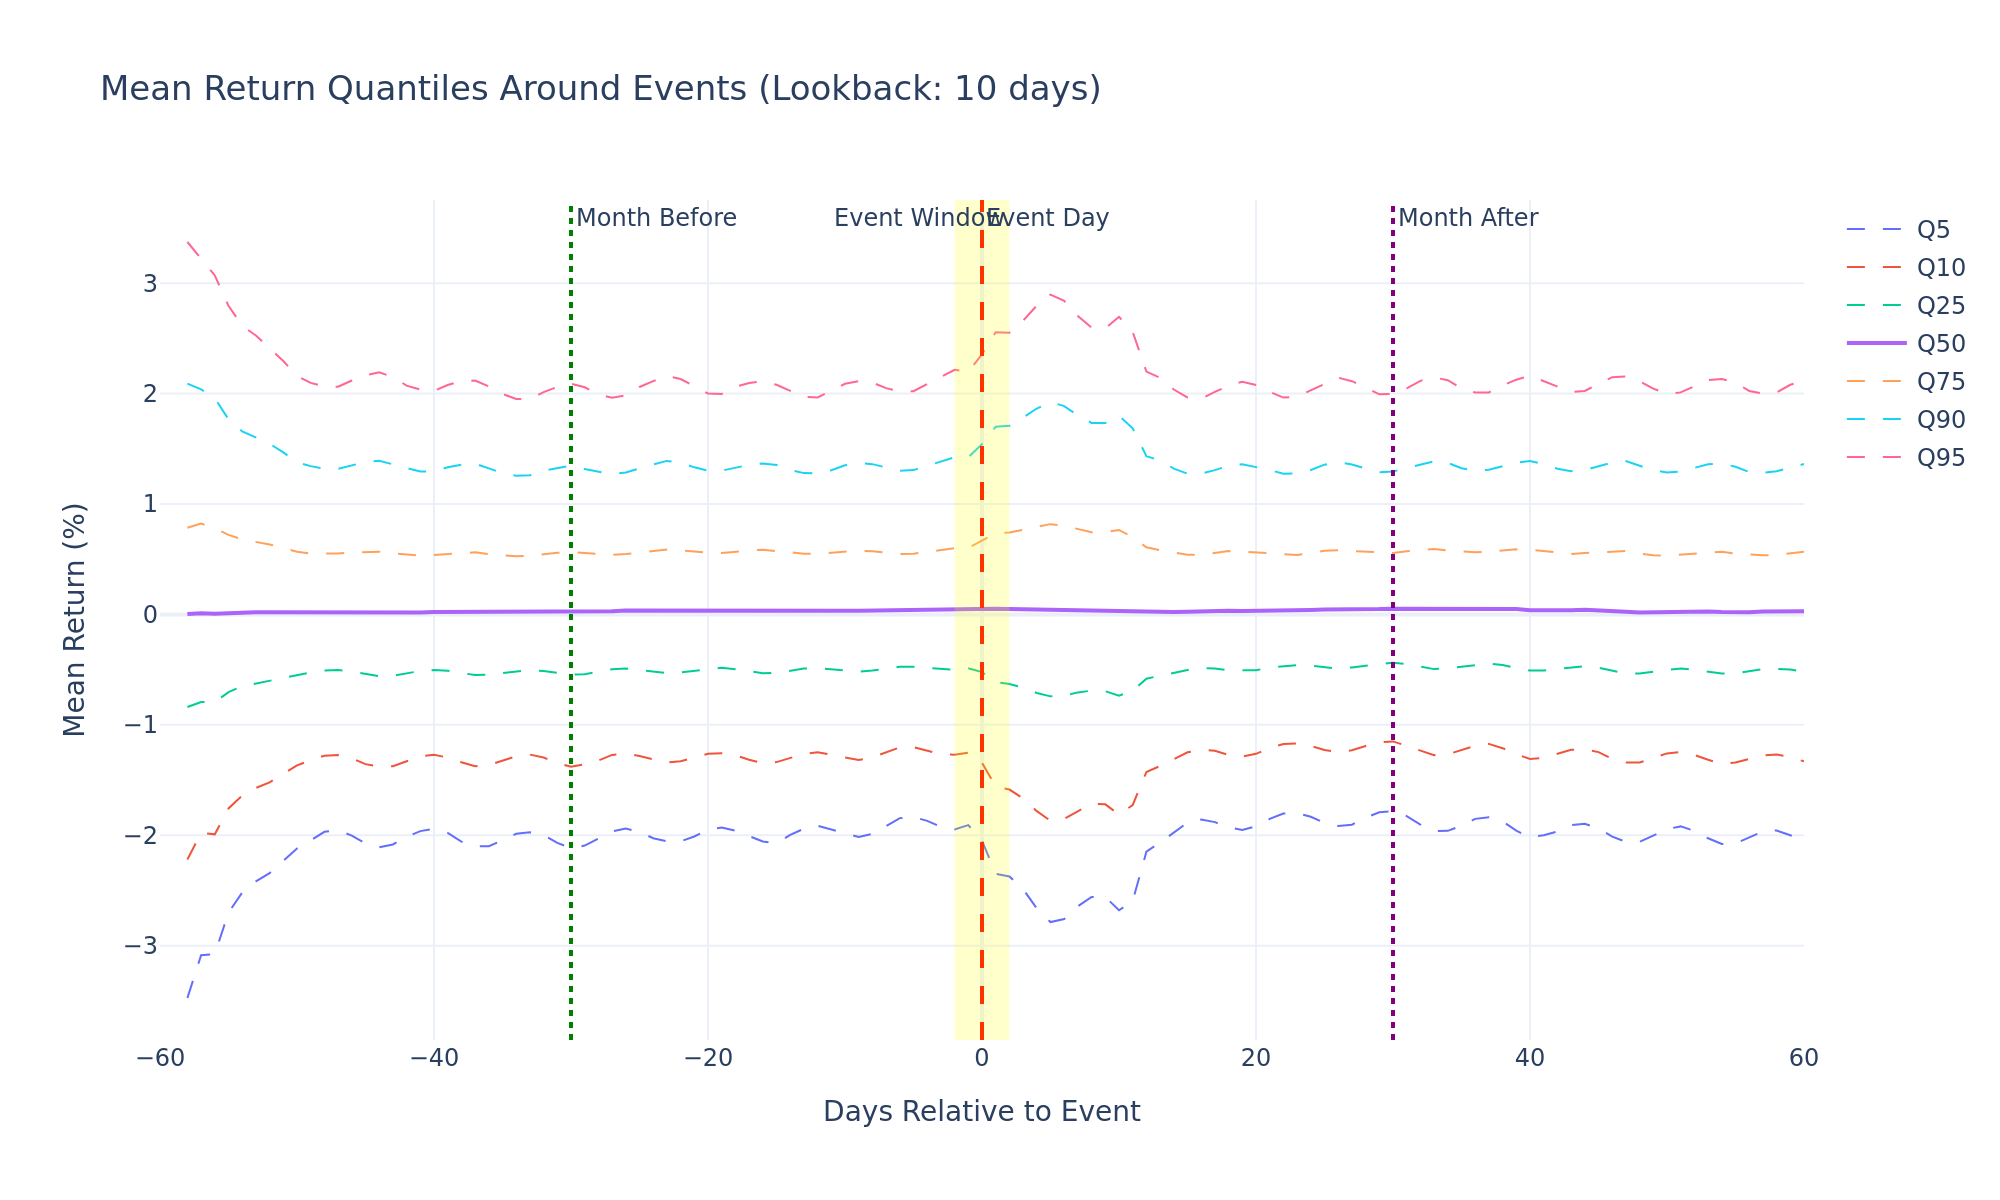 Mean Return Quantiles Around Events (Lookback: 10 days)
Month Before
Event Window
Event Day
Month After
Q5
Q10
Q25
Q50
Q75
Q90
Q95
Mean Return (%)
3
2
1
0
−1
−2
−3
−60
−40
−20
0
20
40
60
Days Relative to Event